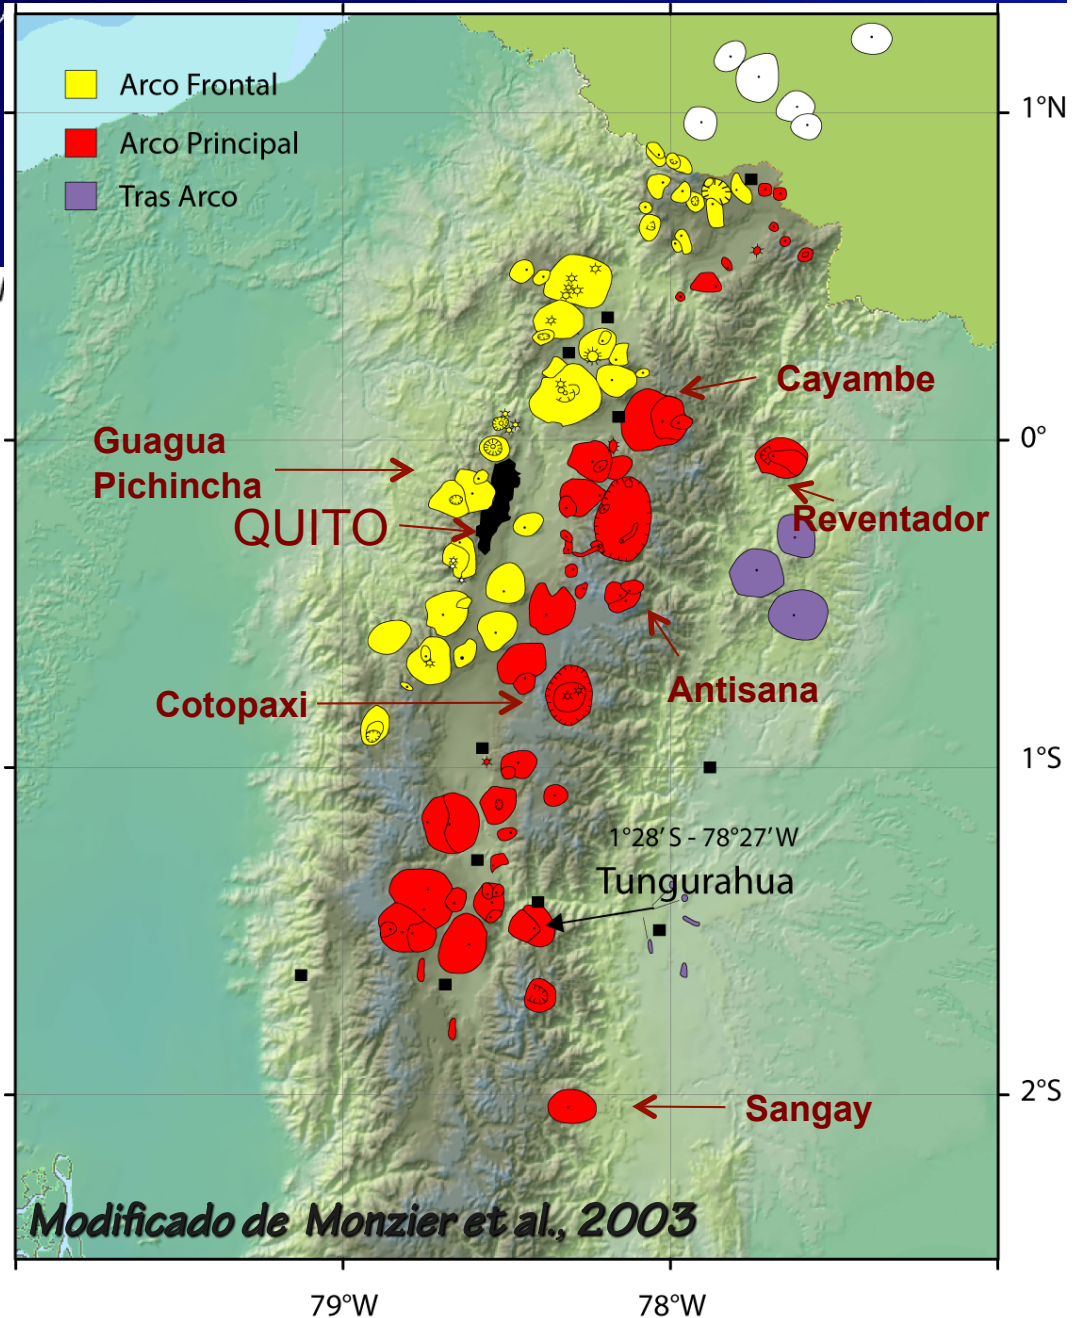 Arco Frontal
Arco Principal
Tras Arco
1°N
Cayambe
Guagua
Pichincha
0°
QUITO
Reventador
Antisana
Cotopaxi
1°S
1°28' S - 78°27' W
Tungurahua
Sangay
2°S
Modificado de Monzier et al., 2003
79°W
78°W